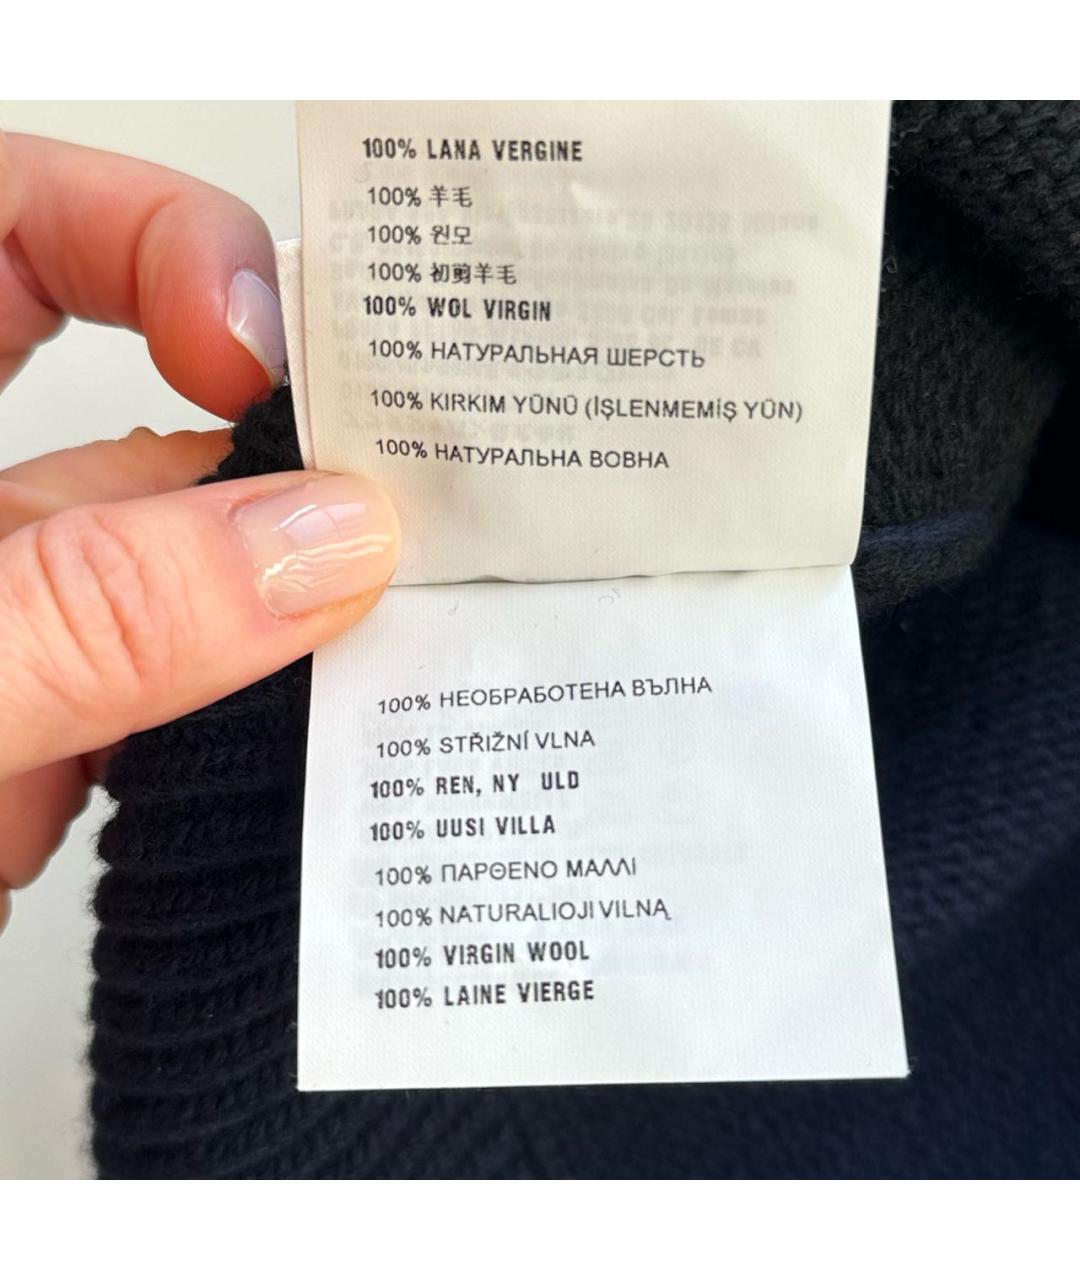 100% LANA VERGINE
100% 羊毛
100% 원모
100% 初剪羊毛
100% WOL VIRGIN
100% НАТУРАЛЬНАЯ ШЕРСТЬ
100% KIRKIM YÜNÜ (İŞLENMEMİŞ YÜN)
100% НАТУРАЛЬНА ВОВНА
100% НЕОБРАБОТЕНА ВЪЛНА
100% STŘIŽNÍ VLNA
100% REN, NY ULD
100% UUSI VILLA
100% ΠΑΡΘΕΝΟ ΜΑΛΛΙ
100% NATURALIOJI VILNĄ
100% VIRGIN WOOL
100% LAINE VIERGE